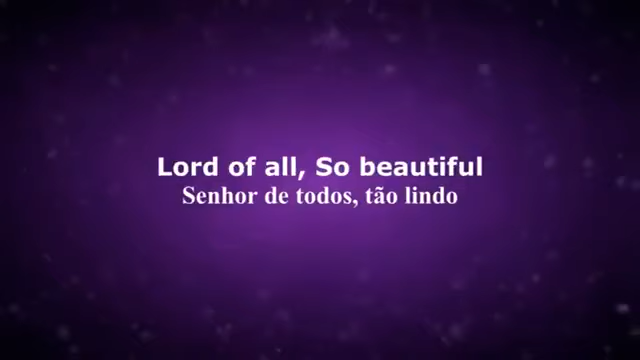 Lord of all, So beautiful
Senhor de todos, tão lindo